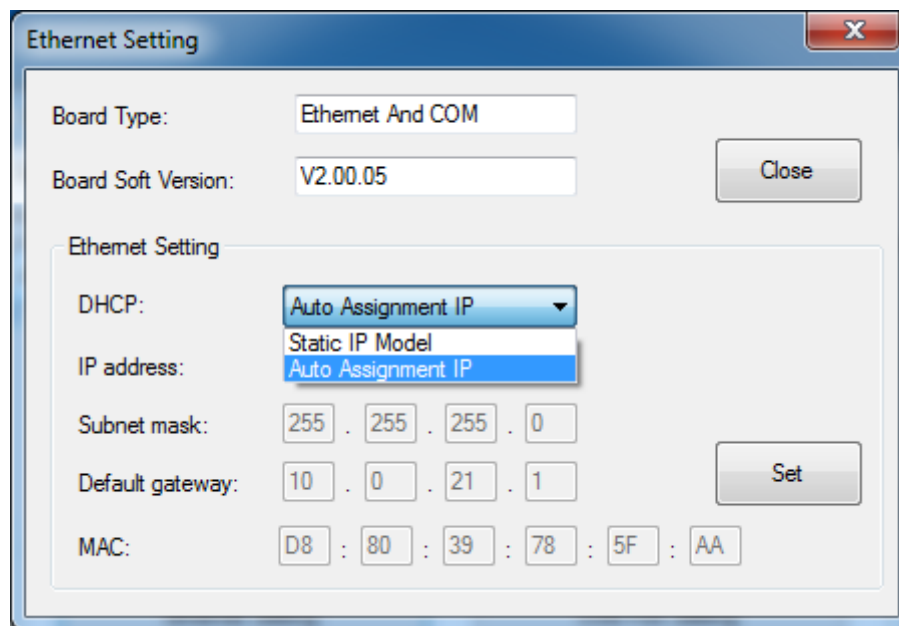 Ethernet Setting
Board Type: Ethernet And COM
Board Soft Version: V2.00.05
Close
Ethernet Setting
DHCP: Auto Assignment IP
Static IP Model
IP address: Auto Assignment IP
Subnet mask: 255 . 255 . 255 . 0
Default gateway: 10 . 0 . 21 . 1
Set
MAC: D8 : 80 : 39 : 78 : 5F : AA